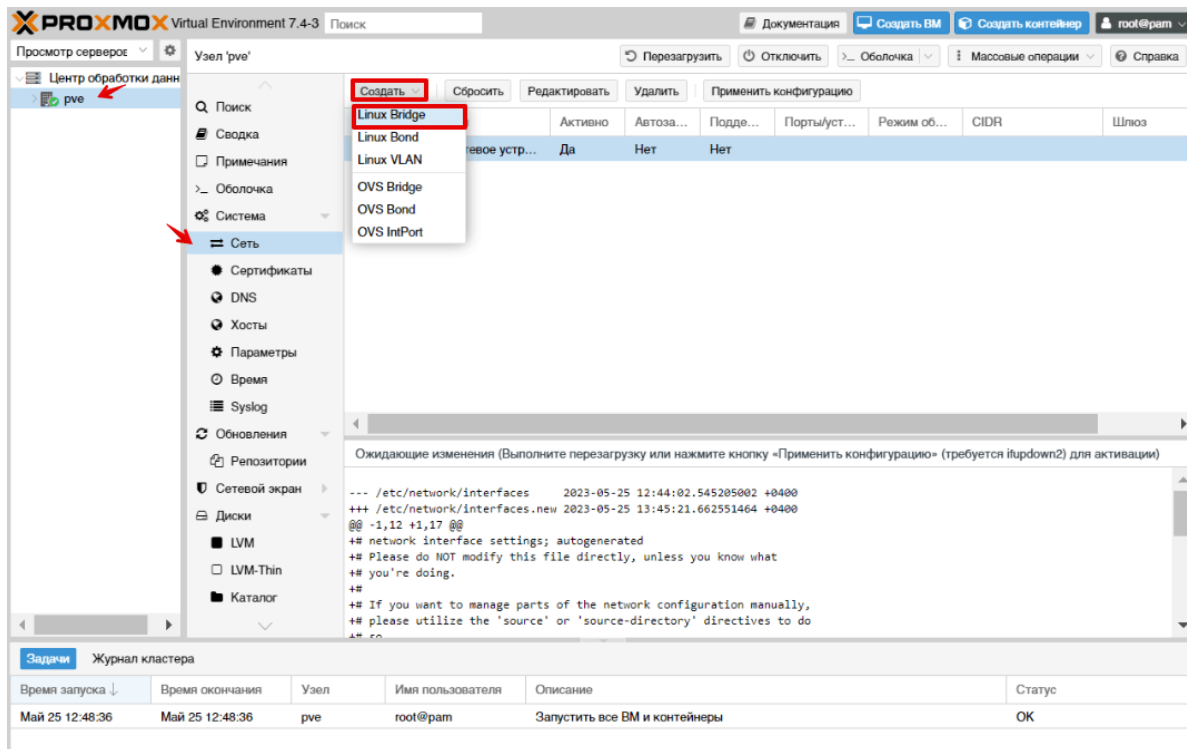 PROXMOX Virtual Environment 7.4-3 Поиск Документация Создать ВМ Создать контейнер root@pam
Просмотр серверов Узел 'pve' Перезагрузить Отключить >_ Оболочка Массовые операции Справка
Центр обработки данн
pve
Поиск
Сводка
Примечания
>_ Оболочка
Система
Сеть
Сертификаты
DNS
Хосты
Параметры
Время
Syslog
Обновления
Репозитории
Сетевой экран
Диски
LVM
LVM-Thin
Каталог
Создать Сбросить Редактировать Удалить Применить конфигурацию
Linux Bridge
Linux Bond
Linux VLAN
OVS Bridge
OVS Bond
OVS IntPort
Активно Автоза... Подде... Порты/уст... Режим об... CIDR Шлюз
тевое устр... Да Нет Нет
Ожидающие изменения (Выполните перезагрузку или нажмите кнопку «Применить конфигурацию» (требуется ifupdown2) для активации)
--- /etc/network/interfaces 2023-05-25 12:44:02.545205002 +0400
+++ /etc/network/interfaces.new 2023-05-25 13:45:21.662551464 +0400
@@ -1,12 +1,17 @@
+# network interface settings; autogenerated
+# Please do NOT modify this file directly, unless you know what
+# you're doing.
+#
+# If you want to manage parts of the network configuration manually,
+# please utilize the 'source' or 'source-directory' directives to do
+# so
Задачи Журнал кластера
Время запуска ↓ Время окончания Узел Имя пользователя Описание Статус
Май 25 12:48:36 Май 25 12:48:36 pve root@pam Запустить все ВМ и контейнеры OK